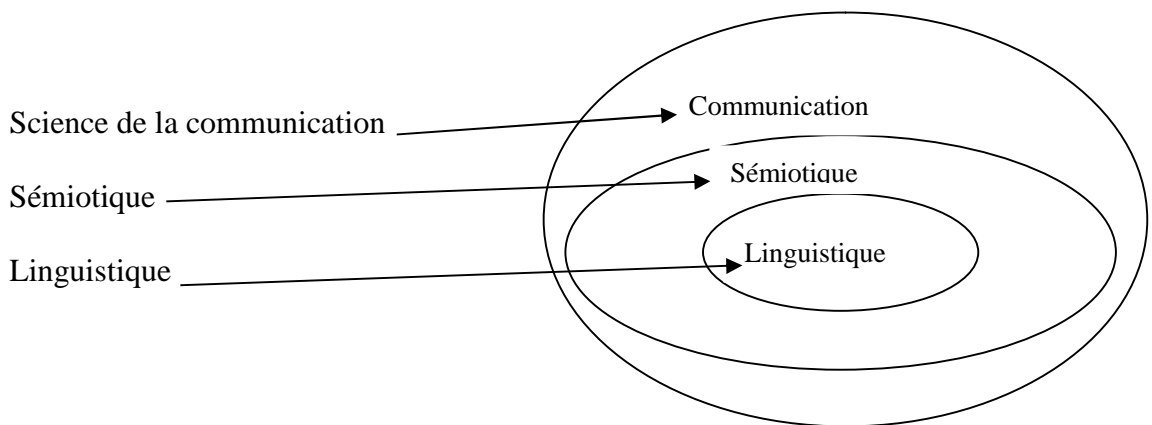 Science de la communication
Sémiotique
Linguistique
Communication
Sémiotique
Linguistique